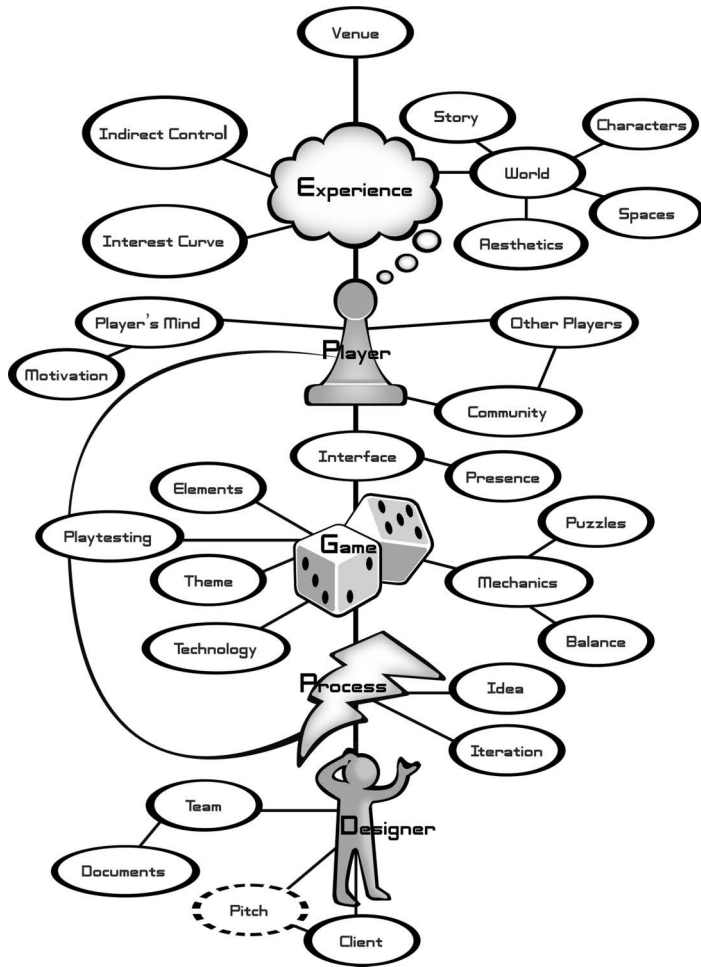 Venue
Story
Characters
Indirect Control
World
Experience
Spaces
Interest Curve
Aesthetics
Player's Mind
Other Players
Player
Motivation
Community
Interface
Presence
Elements
Puzzles
Playtesting
Game
Theme
Mechanics
Technology
Balance
Process
Idea
Iteration
Team
Designer
Documents
Pitch
Client